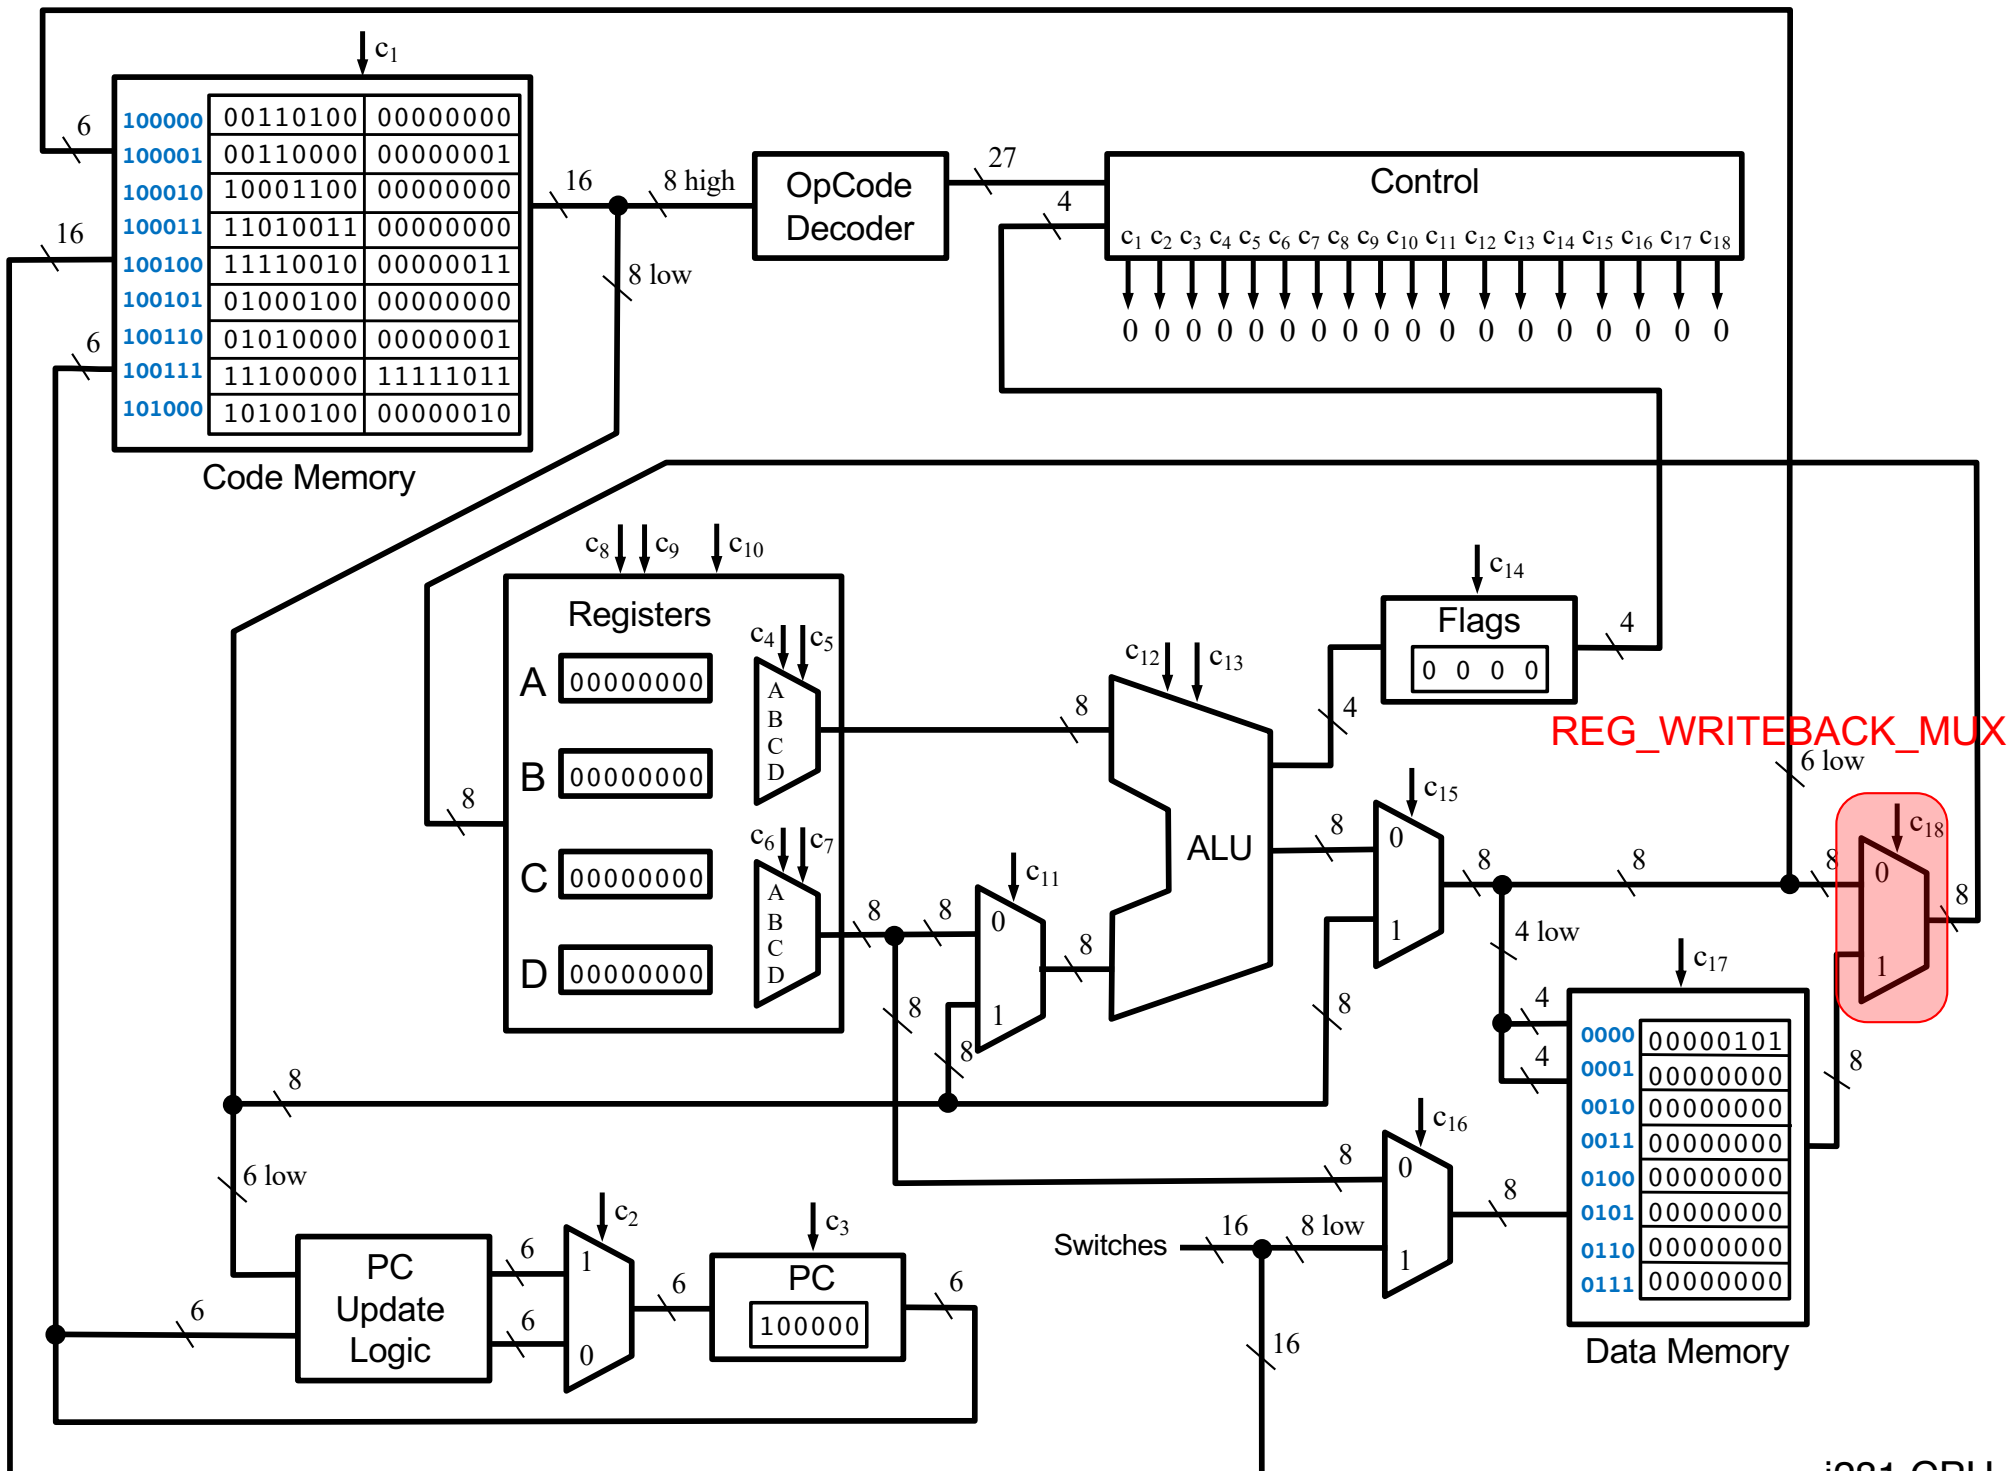 c1
6
16
6
100000 00110100 00000000
100001 00110000 00000001
100010 10001100 00000000
100011 11010011 00000000
100100 11110010 00000011
100101 01000100 00000000
100110 01010000 00000001
100111 11100000 11111011
101000 10100100 00000010
Code Memory
16
8 high
8 low
OpCode
Decoder
27
4
Control
c1 c2 c3 c4 c5 c6 c7 c8 c9 c10 c11 c12 c13 c14 c15 c16 c17 c18
0 0 0 0 0 0 0 0 0 0 0 0 0 0 0 0 0 0
c8 c9 c10
Registers
A 00000000
B 00000000
C 00000000
D 00000000
8
c4 c5
A
B
C
D
c6 c7
A
B
C
D
8
8
8
8
c11
0
1
8
8
c12 c13
ALU
4
8
c14
Flags
0 0 0 0
4
REG_WRITEBACK_MUX
6 low
c15
0
1
8
8
8
8
4 low
4
4
c18
0
1
8
8
c17
0000 00000101
0001 00000000
0010 00000000
0011 00000000
0100 00000000
0101 00000000
0110 00000000
0111 00000000
Data Memory
8
6 low
6
PC
Update
Logic
6
6
c2
1
0
6
c3
PC
100000
6
Switches
16
8 low
16
8
c16
0
1
8